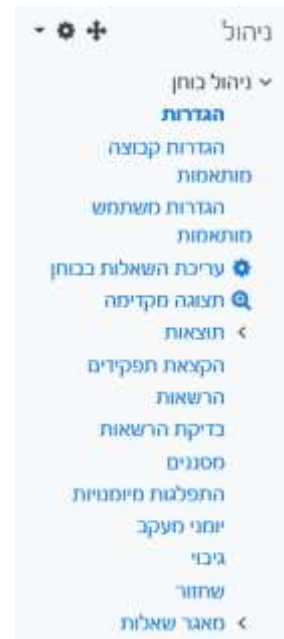 ניהול
ניהול בוחן
הגדרות
הגדרות קבוצה
מותאמות
הגדרות משתמש
מותאמות
עריכת השאלות בבוחן
תצוגה מקדימה
תוצאות
הקצאת תפקידים
הרשאות
בדיקת הרשאות
מסננים
התפלגות מיומנויות
יומני מעקב
גיבוי
שחזור
מאגר שאלות